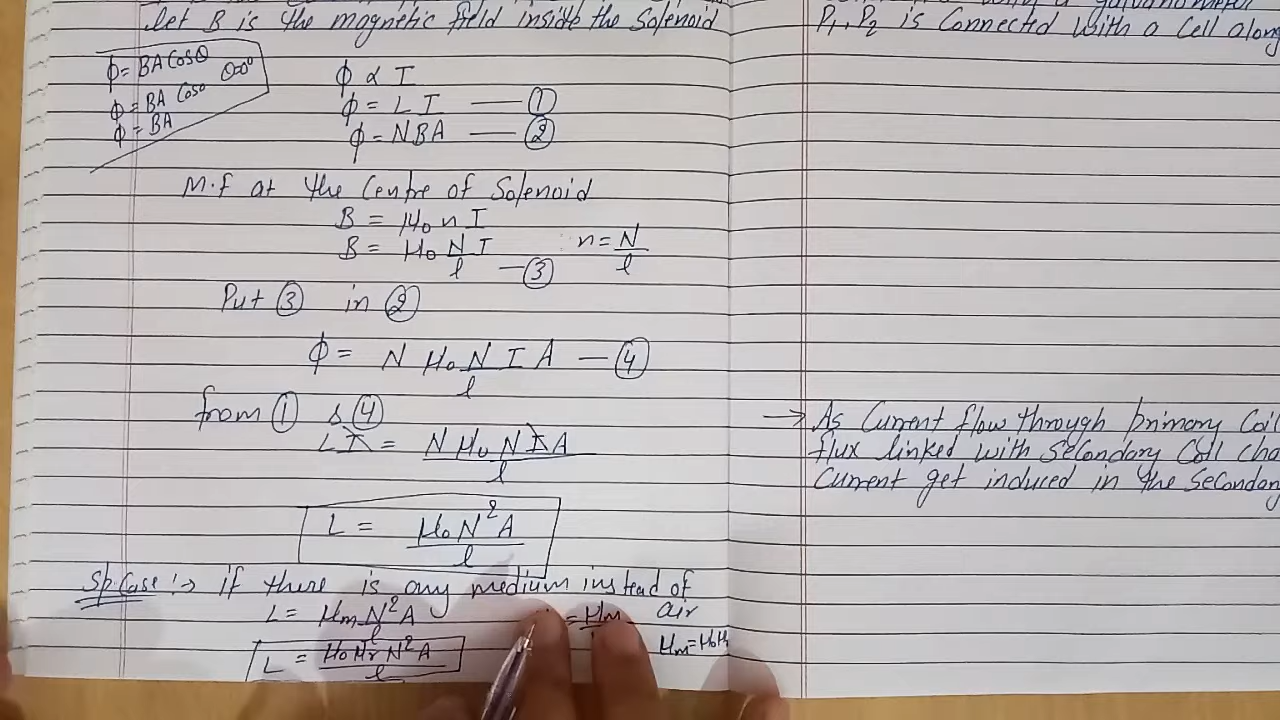 Let B is the magnetic field inside the Solenoid
ϕ= BA Cosθ
θ=0°
ϕ = BA Cos0
ϕ = BA
ϕ ∝ I
ϕ = L I — ①
ϕ = NBA — ②
M.f at the Centre of Solenoid
B = μ₀ n I
B = μ₀ N/l I — ③
n = N/l
Put ③ in ②
ϕ = N μ₀ N/l I A — ④
from ① & ④
LI = N μ₀ N I A / l
L = μ₀ N² A / l
Sp. Case :→ if there is any medium instead of air
L = μm N² A / l
= μm
μm = μ₀ μ
L = μ₀ μr N² A / l
P₁, P₂ is Connected with a Cell along
→ As Current flow through primary Coil
flux linked with Secondary Coil cha
Current get induced in the Secondary